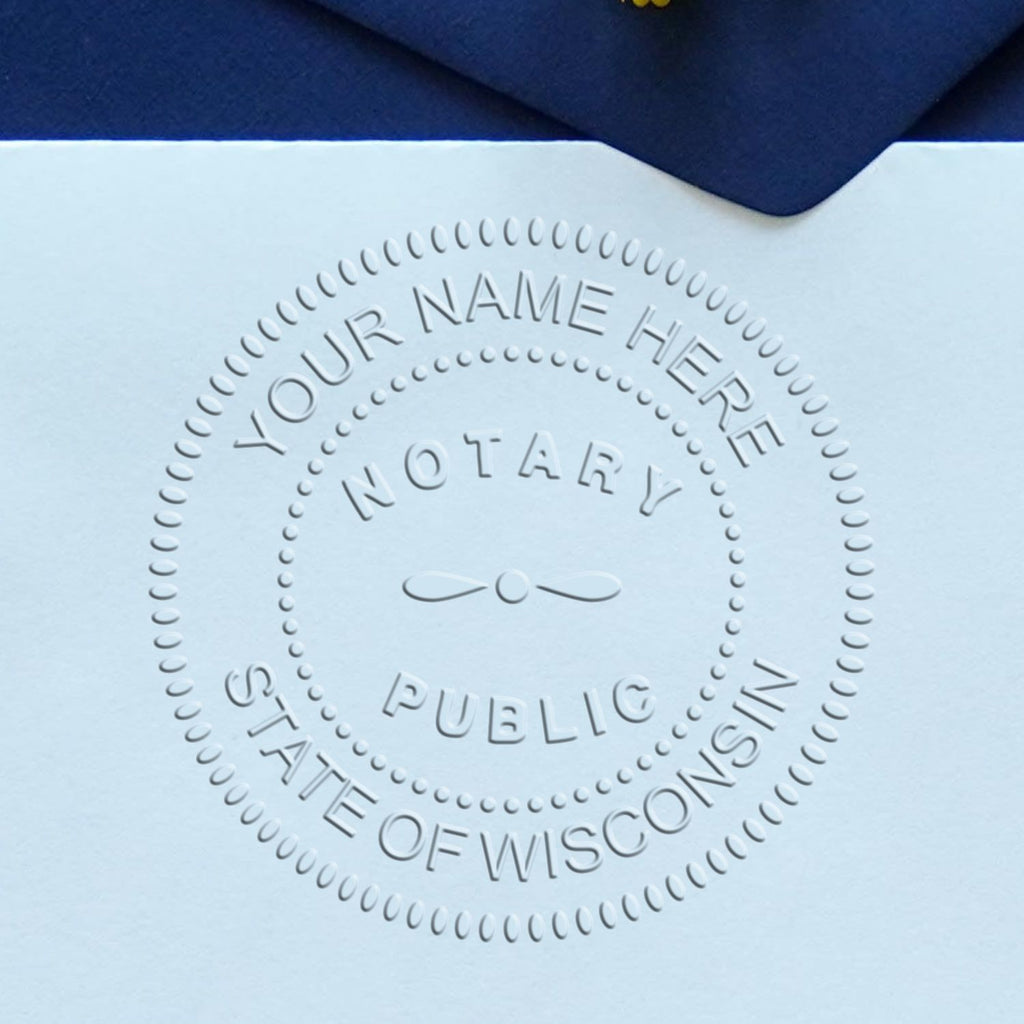 YOUR NAME HERE
NOTARY
PUBLIC
STATE OF WISCONSIN